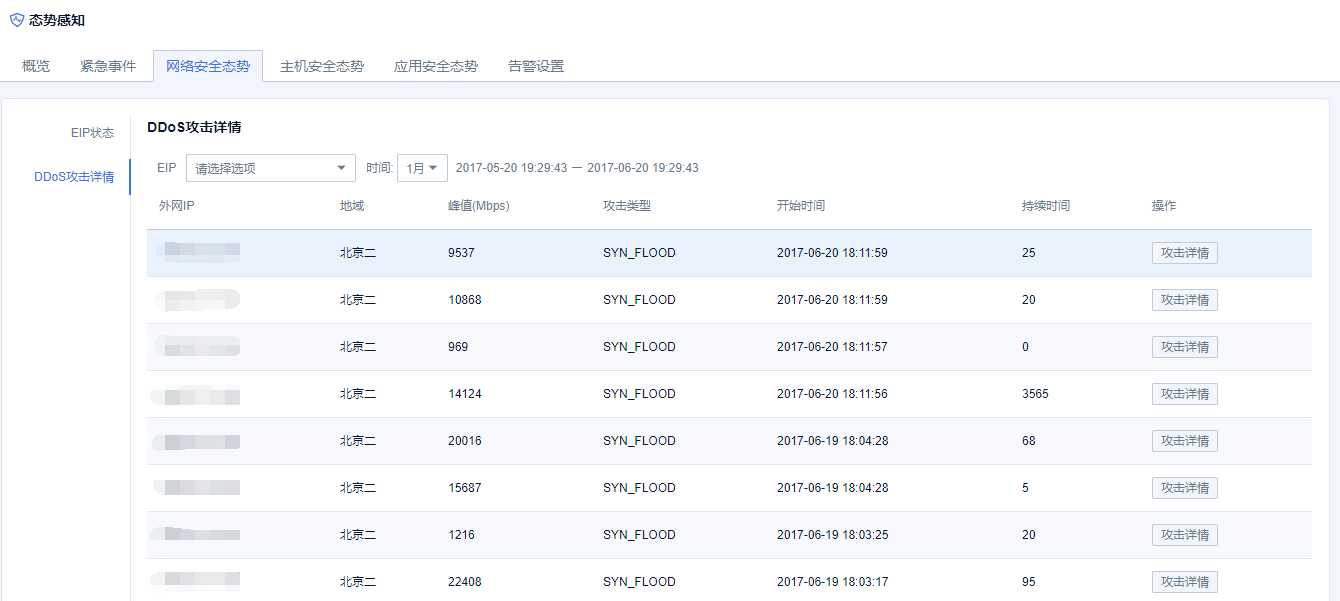 态势感知
概览 紧急事件 网络安全态势 主机安全态势 应用安全态势 告警设置
EIP状态
DDoS攻击详情
DDoS攻击详情
EIP 请选择选项 时间: 1月 2017-05-20 19:29:43 — 2017-06-20 19:29:43
外网IP 地域 峰值(Mbps) 攻击类型 开始时间 持续时间 操作
北京二 9537 SYN_FLOOD 2017-06-20 18:11:59 25 攻击详情
北京二 10868 SYN_FLOOD 2017-06-20 18:11:59 20 攻击详情
北京二 969 SYN_FLOOD 2017-06-20 18:11:57 0 攻击详情
北京二 14124 SYN_FLOOD 2017-06-20 18:11:56 3565 攻击详情
北京二 20016 SYN_FLOOD 2017-06-19 18:04:28 68 攻击详情
北京二 15687 SYN_FLOOD 2017-06-19 18:04:28 5 攻击详情
北京二 1216 SYN_FLOOD 2017-06-19 18:03:25 20 攻击详情
北京二 22408 SYN_FLOOD 2017-06-19 18:03:17 95 攻击详情